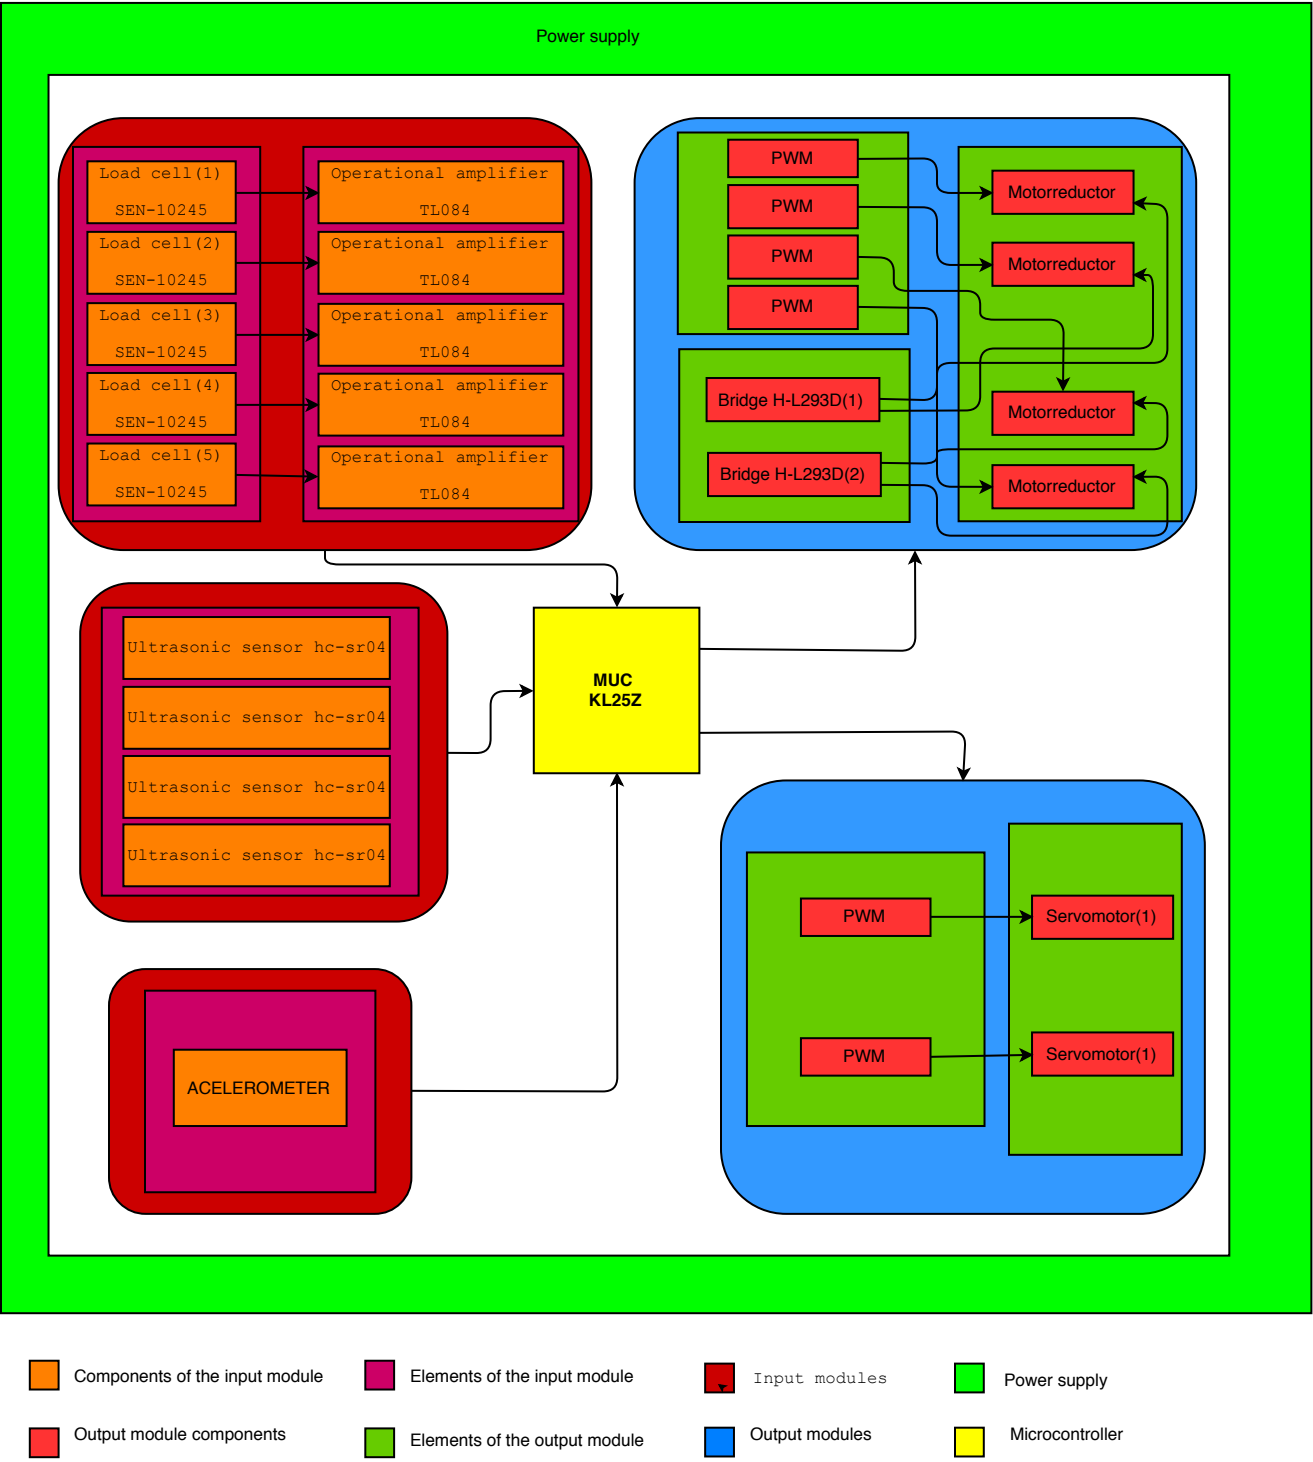 Power supply
Load cell(1)
SEN-10245
Operational amplifier
TL084
Load cell(2)
SEN-10245
Operational amplifier
TL084
Load cell(3)
SEN-10245
Operational amplifier
TL084
Load cell(4)
SEN-10245
Operational amplifier
TL084
Load cell(5)
SEN-10245
Operational amplifier
TL084
PWM
PWM
PWM
PWM
Bridge H-L293D(1)
Bridge H-L293D(2)
Motorreductor
Motorreductor
Motorreductor
Motorreductor
Ultrasonic sensor hc-sr04
Ultrasonic sensor hc-sr04
Ultrasonic sensor hc-sr04
Ultrasonic sensor hc-sr04
MUC
KL25Z
ACELEROMETER
PWM
Servomotor(1)
PWM
Servomotor(1)
Components of the input module
Elements of the input module
Input modules
Power supply
Output module components
Elements of the output module
Output modules
Microcontroller